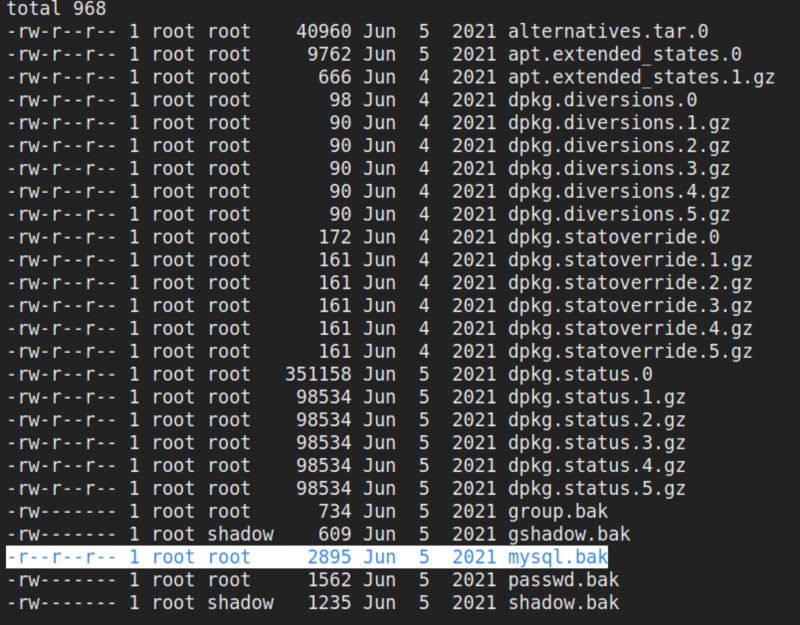 total 968
-rw-r--r-- 1 root root    40960 Jun  5  2021 alternatives.tar.0
-rw-r--r-- 1 root root     9762 Jun  5  2021 apt.extended_states.0
-rw-r--r-- 1 root root      666 Jun  4  2021 apt.extended_states.1.gz
-rw-r--r-- 1 root root       98 Jun  4  2021 dpkg.diversions.0
-rw-r--r-- 1 root root       90 Jun  4  2021 dpkg.diversions.1.gz
-rw-r--r-- 1 root root       90 Jun  4  2021 dpkg.diversions.2.gz
-rw-r--r-- 1 root root       90 Jun  4  2021 dpkg.diversions.3.gz
-rw-r--r-- 1 root root       90 Jun  4  2021 dpkg.diversions.4.gz
-rw-r--r-- 1 root root       90 Jun  4  2021 dpkg.diversions.5.gz
-rw-r--r-- 1 root root      172 Jun  4  2021 dpkg.statoverride.0
-rw-r--r-- 1 root root      161 Jun  4  2021 dpkg.statoverride.1.gz
-rw-r--r-- 1 root root      161 Jun  4  2021 dpkg.statoverride.2.gz
-rw-r--r-- 1 root root      161 Jun  4  2021 dpkg.statoverride.3.gz
-rw-r--r-- 1 root root      161 Jun  4  2021 dpkg.statoverride.4.gz
-rw-r--r-- 1 root root      161 Jun  4  2021 dpkg.statoverride.5.gz
-rw-r--r-- 1 root root   351158 Jun  5  2021 dpkg.status.0
-rw-r--r-- 1 root root    98534 Jun  5  2021 dpkg.status.1.gz
-rw-r--r-- 1 root root    98534 Jun  5  2021 dpkg.status.2.gz
-rw-r--r-- 1 root root    98534 Jun  5  2021 dpkg.status.3.gz
-rw-r--r-- 1 root root    98534 Jun  5  2021 dpkg.status.4.gz
-rw-r--r-- 1 root root    98534 Jun  5  2021 dpkg.status.5.gz
-rw------- 1 root root      734 Jun  5  2021 group.bak
-rw------- 1 root shadow    609 Jun  5  2021 gshadow.bak
-r--r--r-- 1 root root     2895 Jun  5  2021 mysql.bak
-rw------- 1 root root     1562 Jun  5  2021 passwd.bak
-rw------- 1 root shadow   1235 Jun  5  2021 shadow.bak